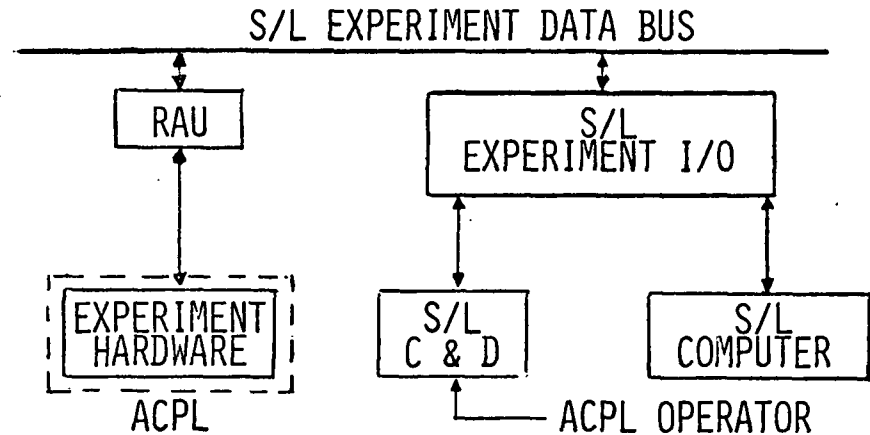 S/L EXPERIMENT DATA BUS
RAU
S/L
EXPERIMENT I/O
EXPERIMENT
HARDWARE
S/L
C & D
S/L
COMPUTER
ACPL
ACPL OPERATOR